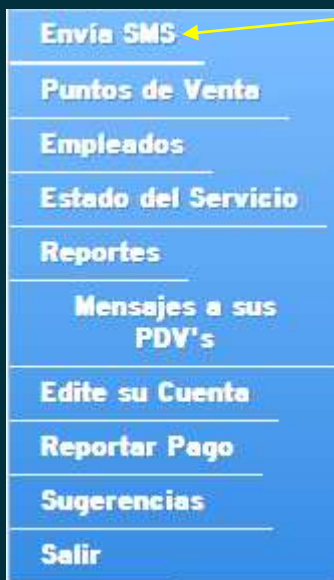 Envía SMS
Puntos de Venta
Empleados
Estado del Servicio
Reportes
Mensajes a sus
PDV's
Edite su Cuenta
Reportar Pago
Sugerencias
Salir